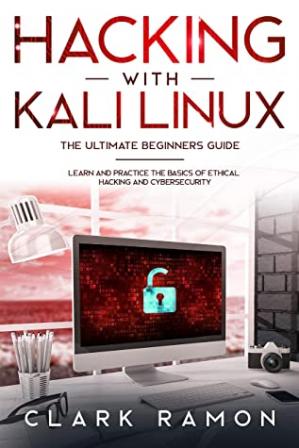 HACKING
WITH
KALI LINUX
THE ULTIMATE BEGINNERS GUIDE
LEARN AND PRACTICE THE BASICS OF ETHICAL
HACKING AND CYBERSECURITY
CLARK RAMON